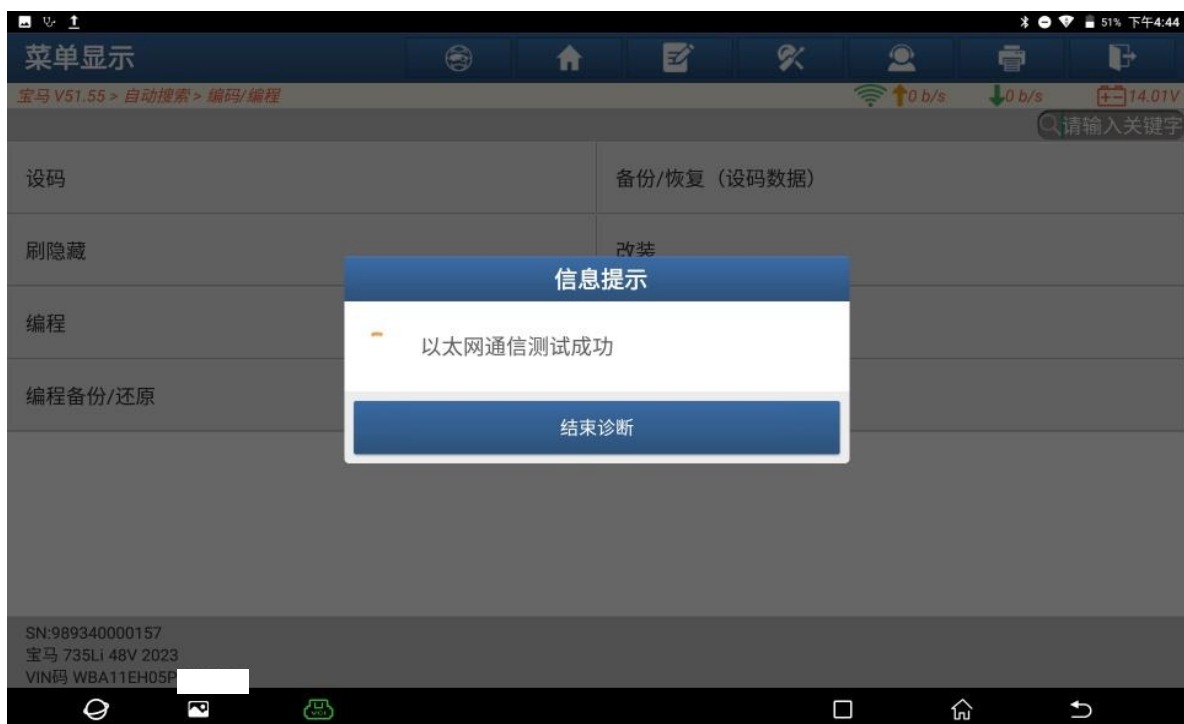 51% 下午4:44
菜单显示
宝马 V51.55 > 自动搜索 > 编码/编程
0 b/s 0 b/s 14.01V
请输入关键字
设码 备份/恢复（设码数据）
刷隐藏 改装
信息提示
编程
以太网通信测试成功
编程备份/还原
结束诊断
SN:989340000157
宝马 735Li 48V 2023
VIN码 WBA11EH05P
VCI